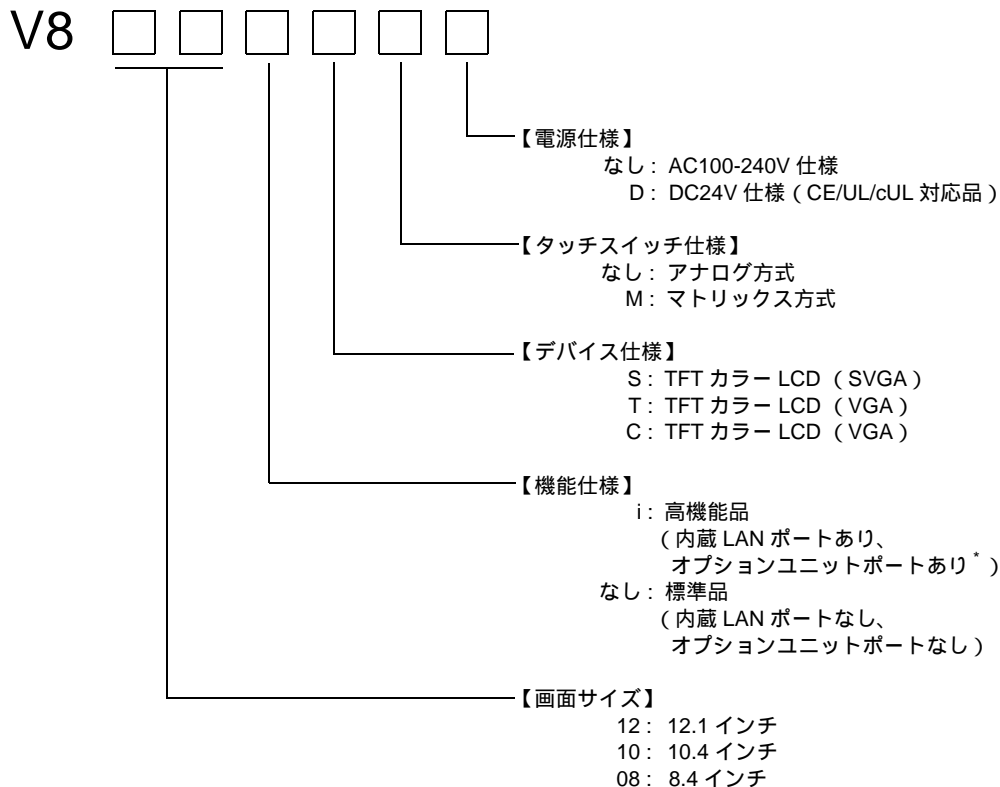 V8 □ □ □ □ □ □
【電源仕様】
なし : AC100-240V 仕様
D : DC24V 仕様 ( CE/UL/cUL 対応品 )
【タッチスイッチ仕様】
なし : アナログ方式
M : マトリックス方式
【デバイス仕様】
S : TFT カラー LCD ( SVGA )
T : TFT カラー LCD ( VGA )
C : TFT カラー LCD ( VGA )
【機能仕様】
i : 高機能品
( 内蔵 LAN ポートあり、
オプションユニットポートあり * )
なし : 標準品
( 内蔵 LAN ポートなし、
オプションユニットポートなし )
【画面サイズ】
12 : 12.1 インチ
10 : 10.4 インチ
08 : 8.4 インチ